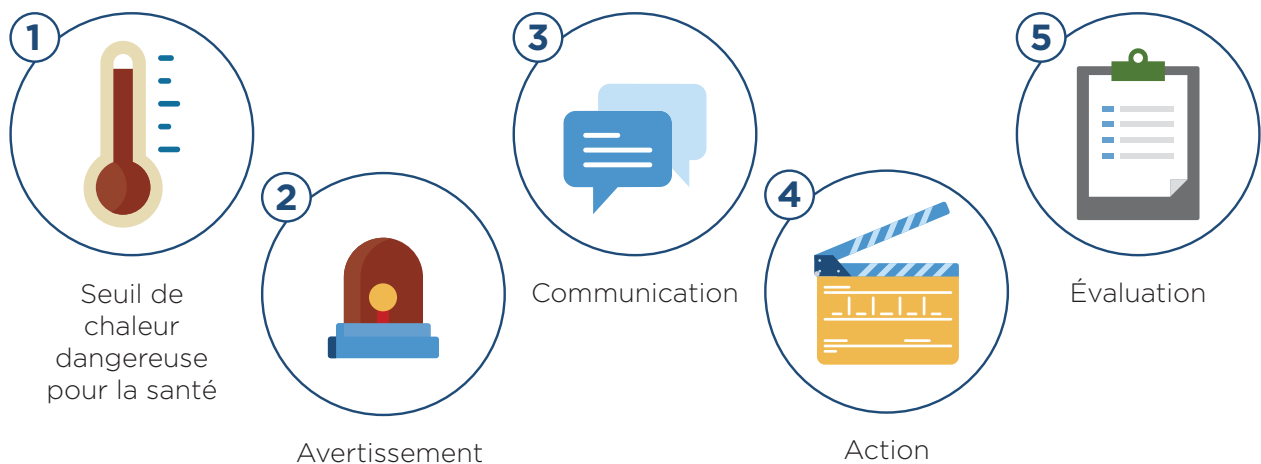 1
Seuil de
chaleur
dangereuse
pour la santé
2
Avertissement
3
Communication
4
Action
5
Évaluation